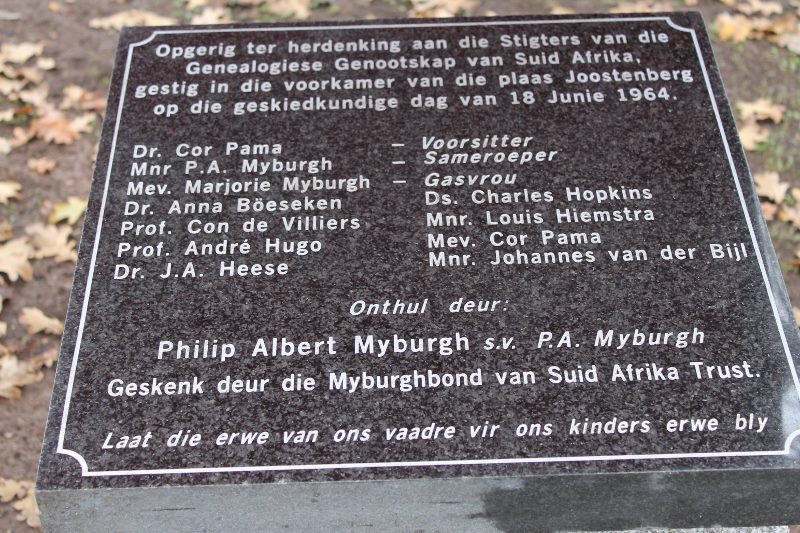 Opgerig ter herdenking aan die Stigters van die
Genealogiese Genootskap van Suid Afrika,
gestig in die voorkamer van die plaas Joostenberg
op die geskiedkundige dag van 18 Junie 1964.
Dr. Cor Pama – Voorsitter
Mnr P.A. Myburgh – Sameroeper
Mev. Marjorie Myburgh – Gasvrou
Dr. Anna Böeseken Ds. Charles Hopkins
Prof. Con de Villiers Mnr. Louis Hiemstra
Prof. André Hugo Mev. Cor Pama
Dr. J.A. Heese Mnr. Johannes van der Bijl
Onthul deur:
Philip Albert Myburgh s.v. P.A. Myburgh
Geskenk deur die Myburghbond van Suid Afrika Trust.
Laat die erwe van ons vaadre vir ons kinders erwe bly